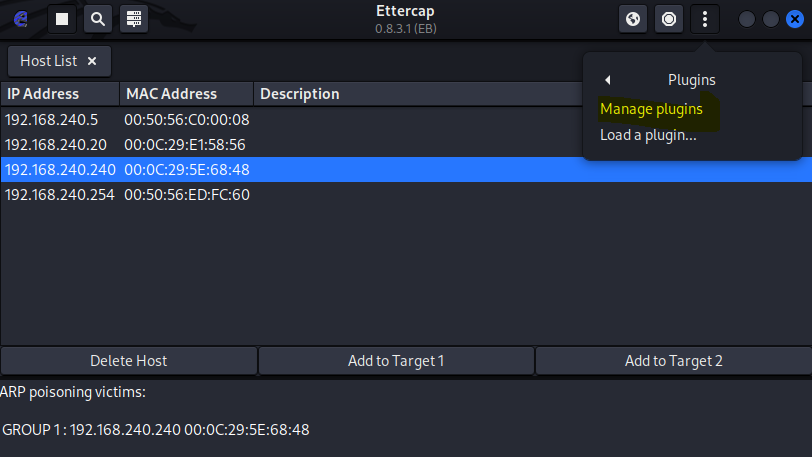 Ettercap
0.8.3.1 (EB)
Host List ×
Plugins
IP Address MAC Address Description
Manage plugins
192.168.240.5 00:50:56:C0:00:08
Load a plugin...
192.168.240.20 00:0C:29:E1:58:56
192.168.240.240 00:0C:29:5E:68:48
192.168.240.254 00:50:56:ED:FC:60
Delete Host Add to Target 1 Add to Target 2
ARP poisoning victims:
GROUP 1 : 192.168.240.240 00:0C:29:5E:68:48